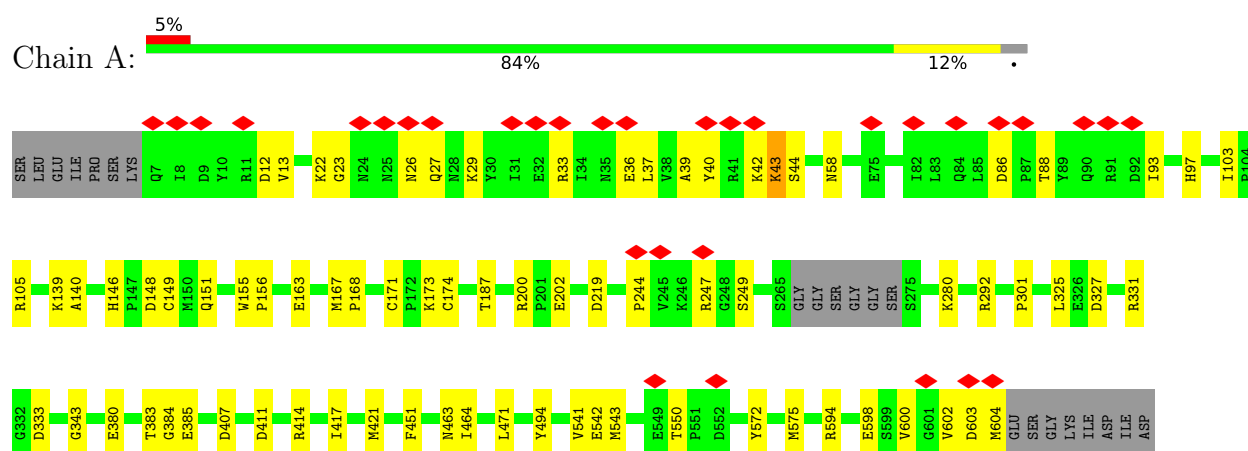 5%
Chain A:
84% 12% •
SER LEU GLU ILE PRO SER LYS Q7 I8 D9 Y10 R11 D12 V13 K22 G23 N24 N25 N26 Q27 N28 K29 Y30 I31 E32 R33 I34 N35 E36 L37 V38 A39 Y40 R41 K42 K43 S44 N58 E75 I82 L83 Q84 L85 D86 P87 T88 Y89 Q90 R91 D92 I93 H97 I103 P104
R105 K139 A140 H146 P147 D148 C149 M150 Q151 W155 P156 E163 M167 P168 C171 P172 K173 C174 T187 R200 P201 E202 D219 P244 V245 K246 R247 G248 S249 S265 GLY GLY SER GLY GLY SER S275 K280 R292 P301 L325 E326 D327 R331
G332 D333 G343 E380 T383 G384 E385 D407 D411 R414 I417 M421 F451 N463 I464 L471 Y494 V541 E542 M543 E549 T550 P551 D552 Y572 M575 R594 E598 S599 V600 G601 V602 D603 M604 GLU SER GLY LYS ILE ASP ILE ASP